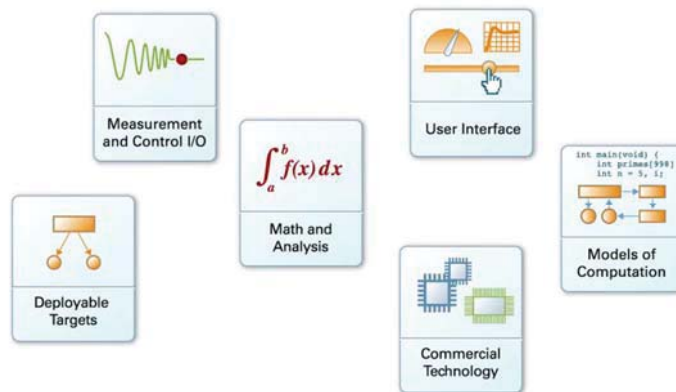 Measurement
and Control I/O
User Interface
∫ₐᵇ f(x) dx
Math and
Analysis
int main(void) {
int primes[998]
int n = 5, i;
Models of
Computation
Deployable
Targets
Commercial
Technology